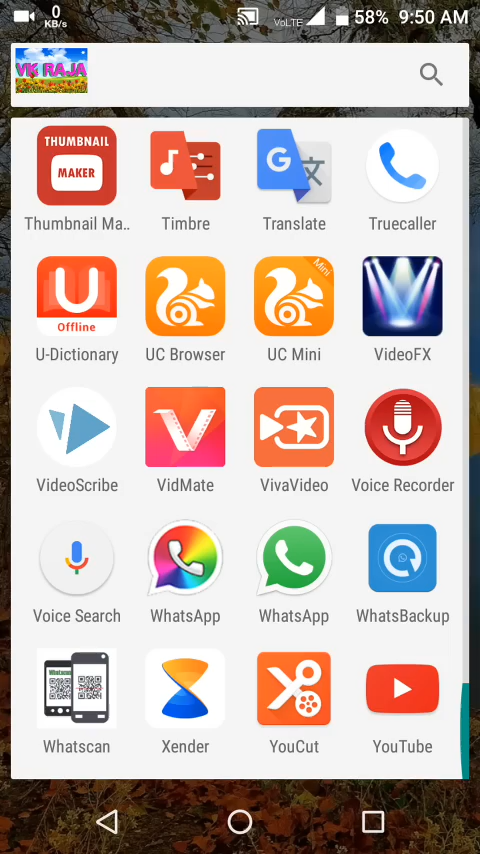 0
KB/s
VoLTE
58%
9:50 AM
VK RAJA
THUMBNAIL
MAKER
G
Thumbnail Ma..
Timbre
Translate
Truecaller
U
Offline
Mini
U-Dictionary
UC Browser
UC Mini
VideoFX
VideoScribe
VidMate
VivaVideo
Voice Recorder
Voice Search
WhatsApp
WhatsApp
WhatsBackup
Whatscan
Whatscan
Xender
YouCut
YouTube